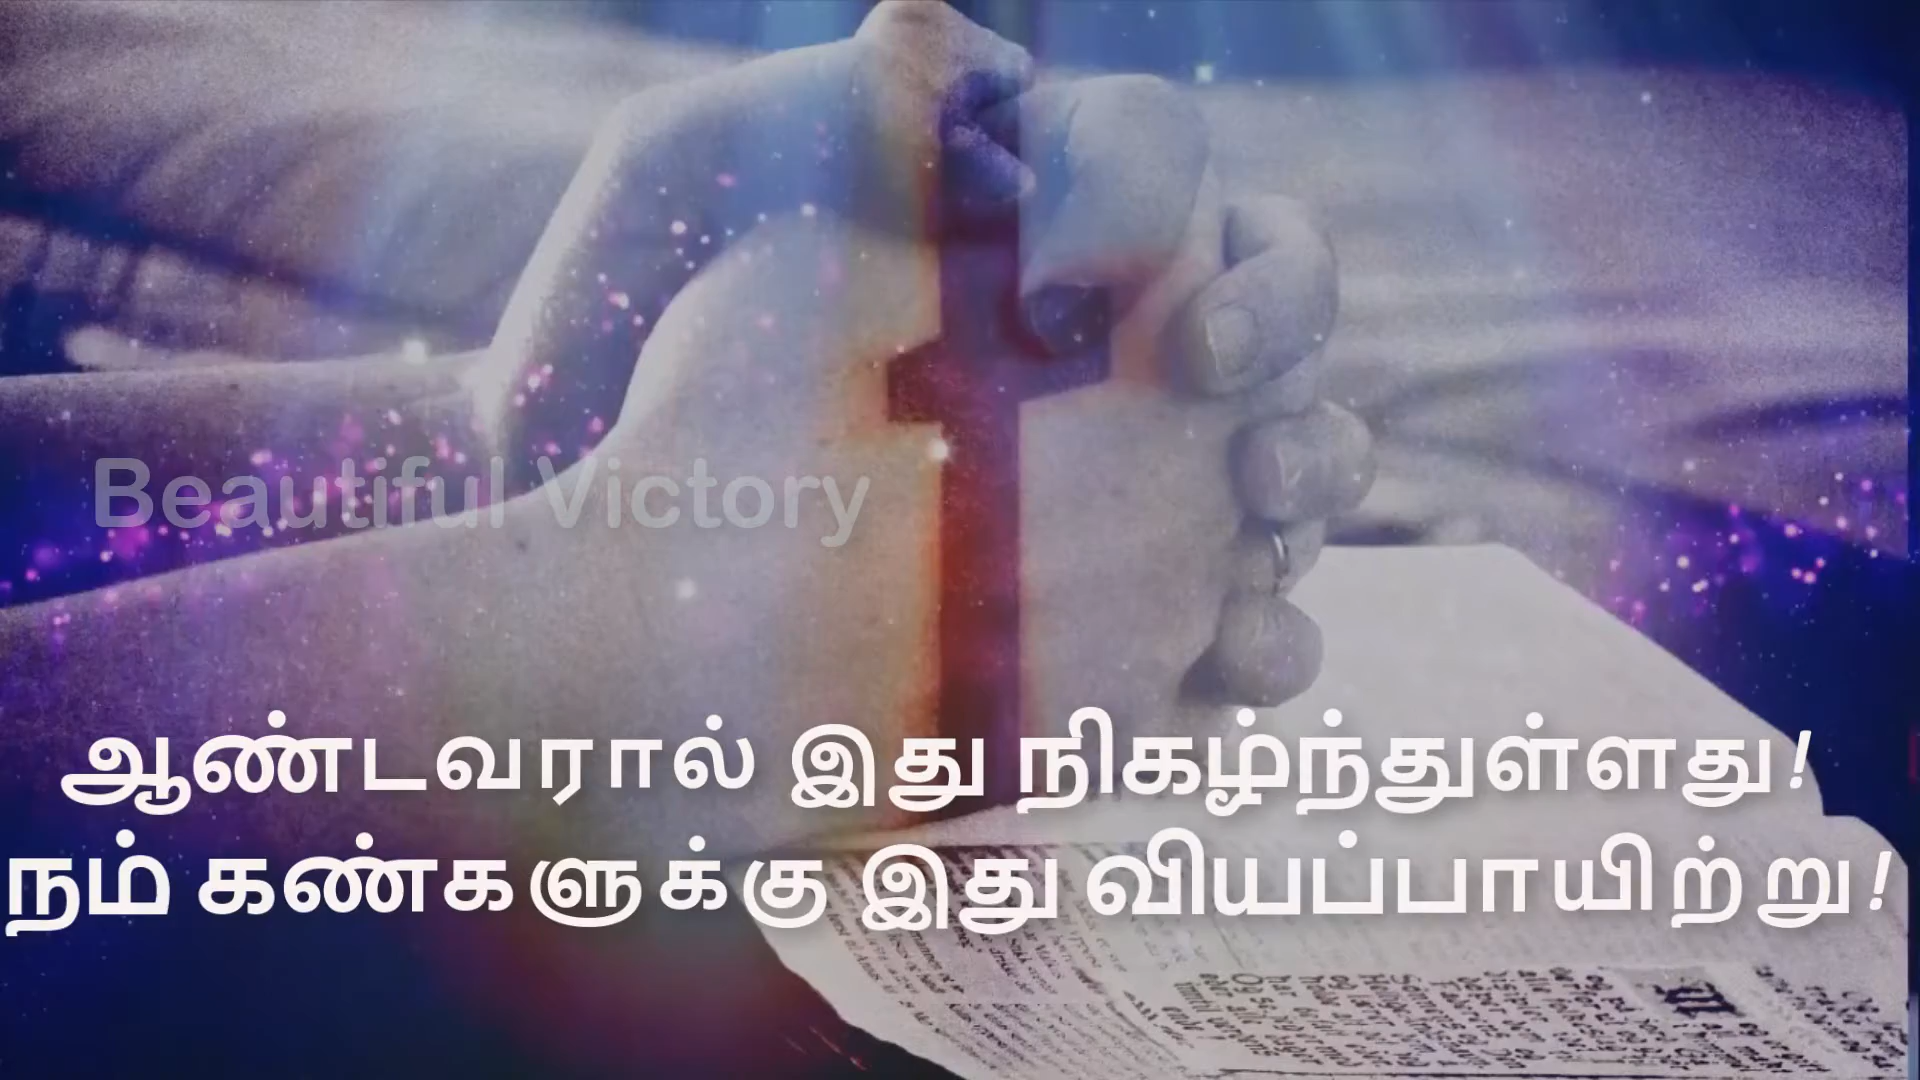 Beautiful Victory
ஆண்டவரால் இது நிகழ்ந்துள்ளது!
நம் கண்களுக்கு இது வியப்பாயிற்று!